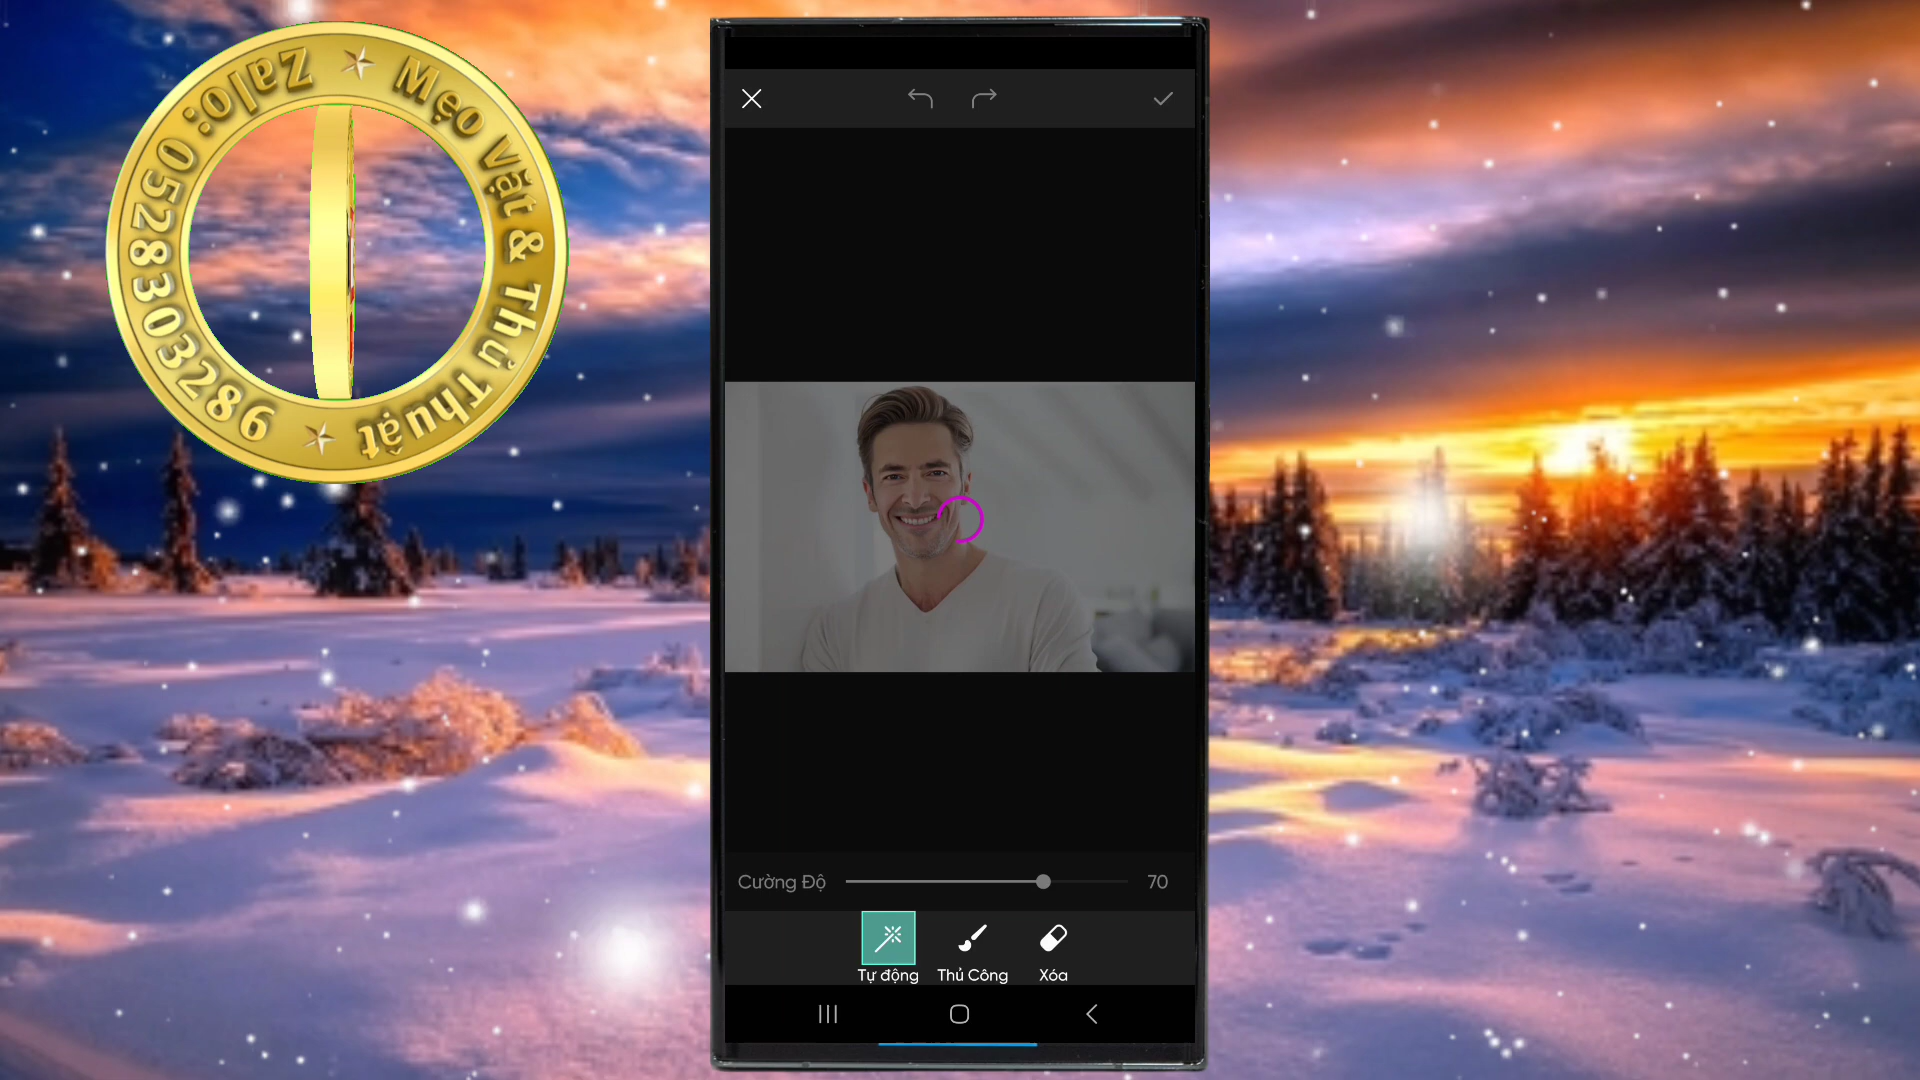 Mẹo Vặt & Thủ Thuật
Zalo: 0528303286
Cường Độ
70
Tự động
Thủ Công
Xóa